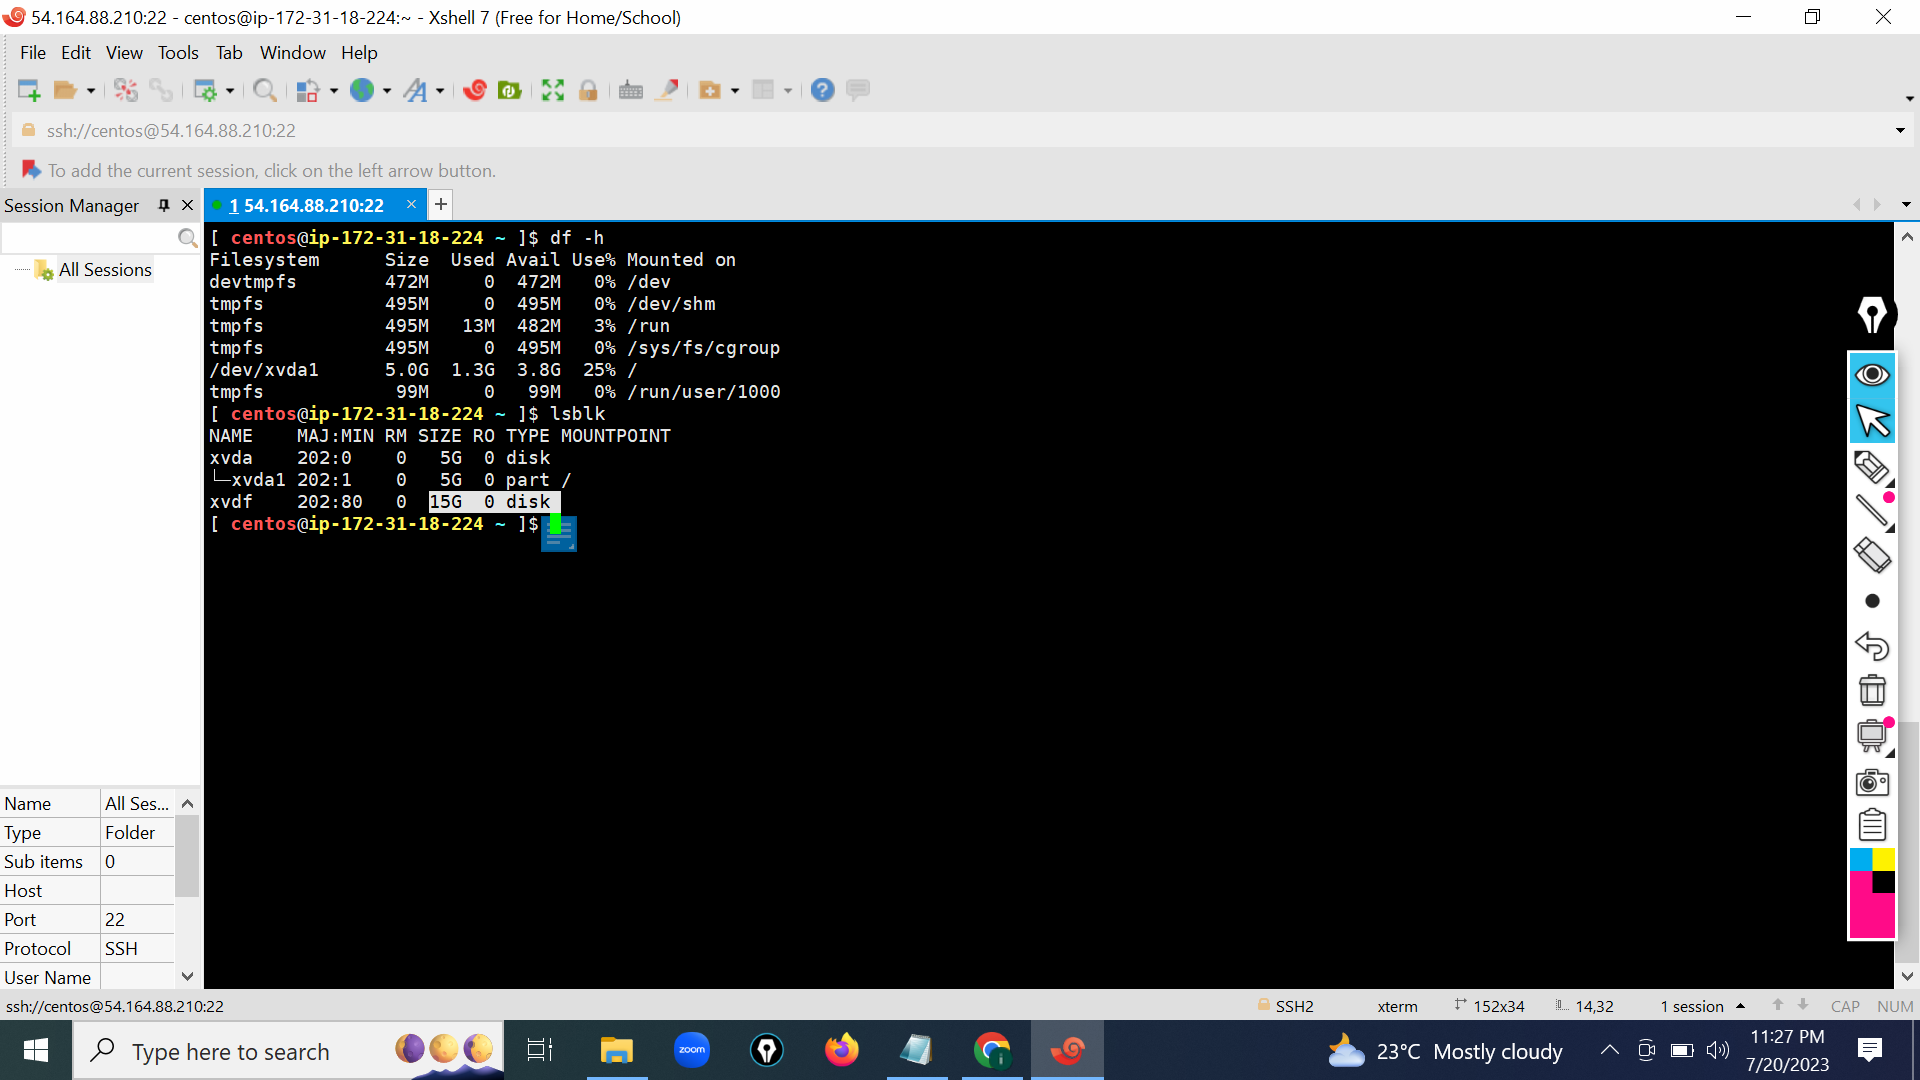 54.164.88.210:22 - centos@ip-172-31-18-224:~ - Xshell 7 (Free for Home/School)
File Edit View Tools Tab Window Help
ssh://centos@54.164.88.210:22
To add the current session, click on the left arrow button.
Session Manager
1 54.164.88.210:22
All Sessions
[ centos@ip-172-31-18-224 ~ ]$ df -h
Filesystem      Size  Used Avail Use% Mounted on
devtmpfs        472M     0  472M   0% /dev
tmpfs           495M     0  495M   0% /dev/shm
tmpfs           495M   13M  482M   3% /run
tmpfs           495M     0  495M   0% /sys/fs/cgroup
/dev/xvda1      5.0G  1.3G  3.8G  25% /
tmpfs            99M     0   99M   0% /run/user/1000
[ centos@ip-172-31-18-224 ~ ]$ lsblk
NAME    MAJ:MIN RM SIZE RO TYPE MOUNTPOINT
xvda    202:0    0   5G  0 disk
└─xvda1 202:1    0   5G  0 part /
xvdf    202:80   0  15G  0 disk
[ centos@ip-172-31-18-224 ~ ]$
Name All Ses...
Type Folder
Sub items 0
Host
Port 22
Protocol SSH
User Name
ssh://centos@54.164.88.210:22 SSH2 xterm 152x34 14,32 1 session CAP NUM
Type here to search
zoom
23°C Mostly cloudy
11:27 PM
7/20/2023